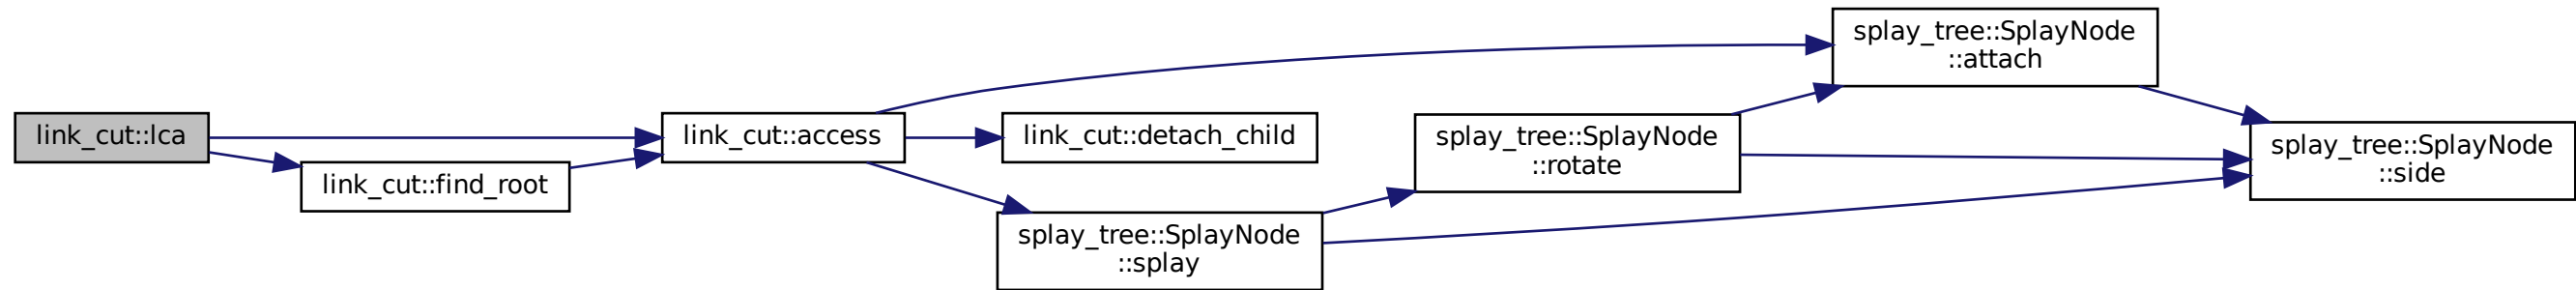 link_cut::lca
link_cut::find_root
link_cut::access
link_cut::detach_child
splay_tree::SplayNode
::splay
splay_tree::SplayNode
::rotate
splay_tree::SplayNode
::attach
splay_tree::SplayNode
::side